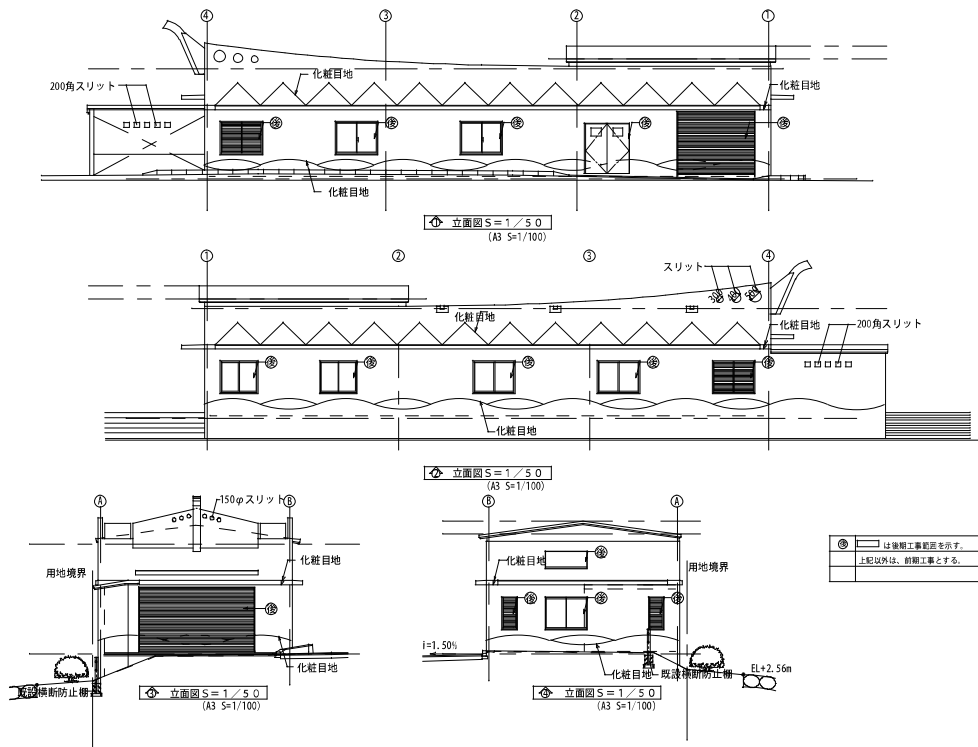 ④ ③ ② ①
化粧目地
200角スリット
化粧目地
後 後 後 後 後
化粧目地
① 立面図S=1/50
(A3 S=1/100)
① ② ③ ④
スリット
300 400 500
化粧目地
化粧目地
200角スリット
後 後 後 後 後
化粧目地
② 立面図S=1/50
(A3 S=1/100)
Ⓐ Ⓑ
150φスリット
化粧目地
用地境界
後
化粧目地
既設横断防止柵
③ 立面図S=1/50
(A3 S=1/100)
Ⓑ Ⓐ
後
化粧目地
用地境界
後 後 後
i=1.50%
化粧目地
既設横断防止柵
EL+2.56m
④ 立面図S=1/50
(A3 S=1/100)
後 は後期工事範囲を示す。
上記以外は、前期工事とする。